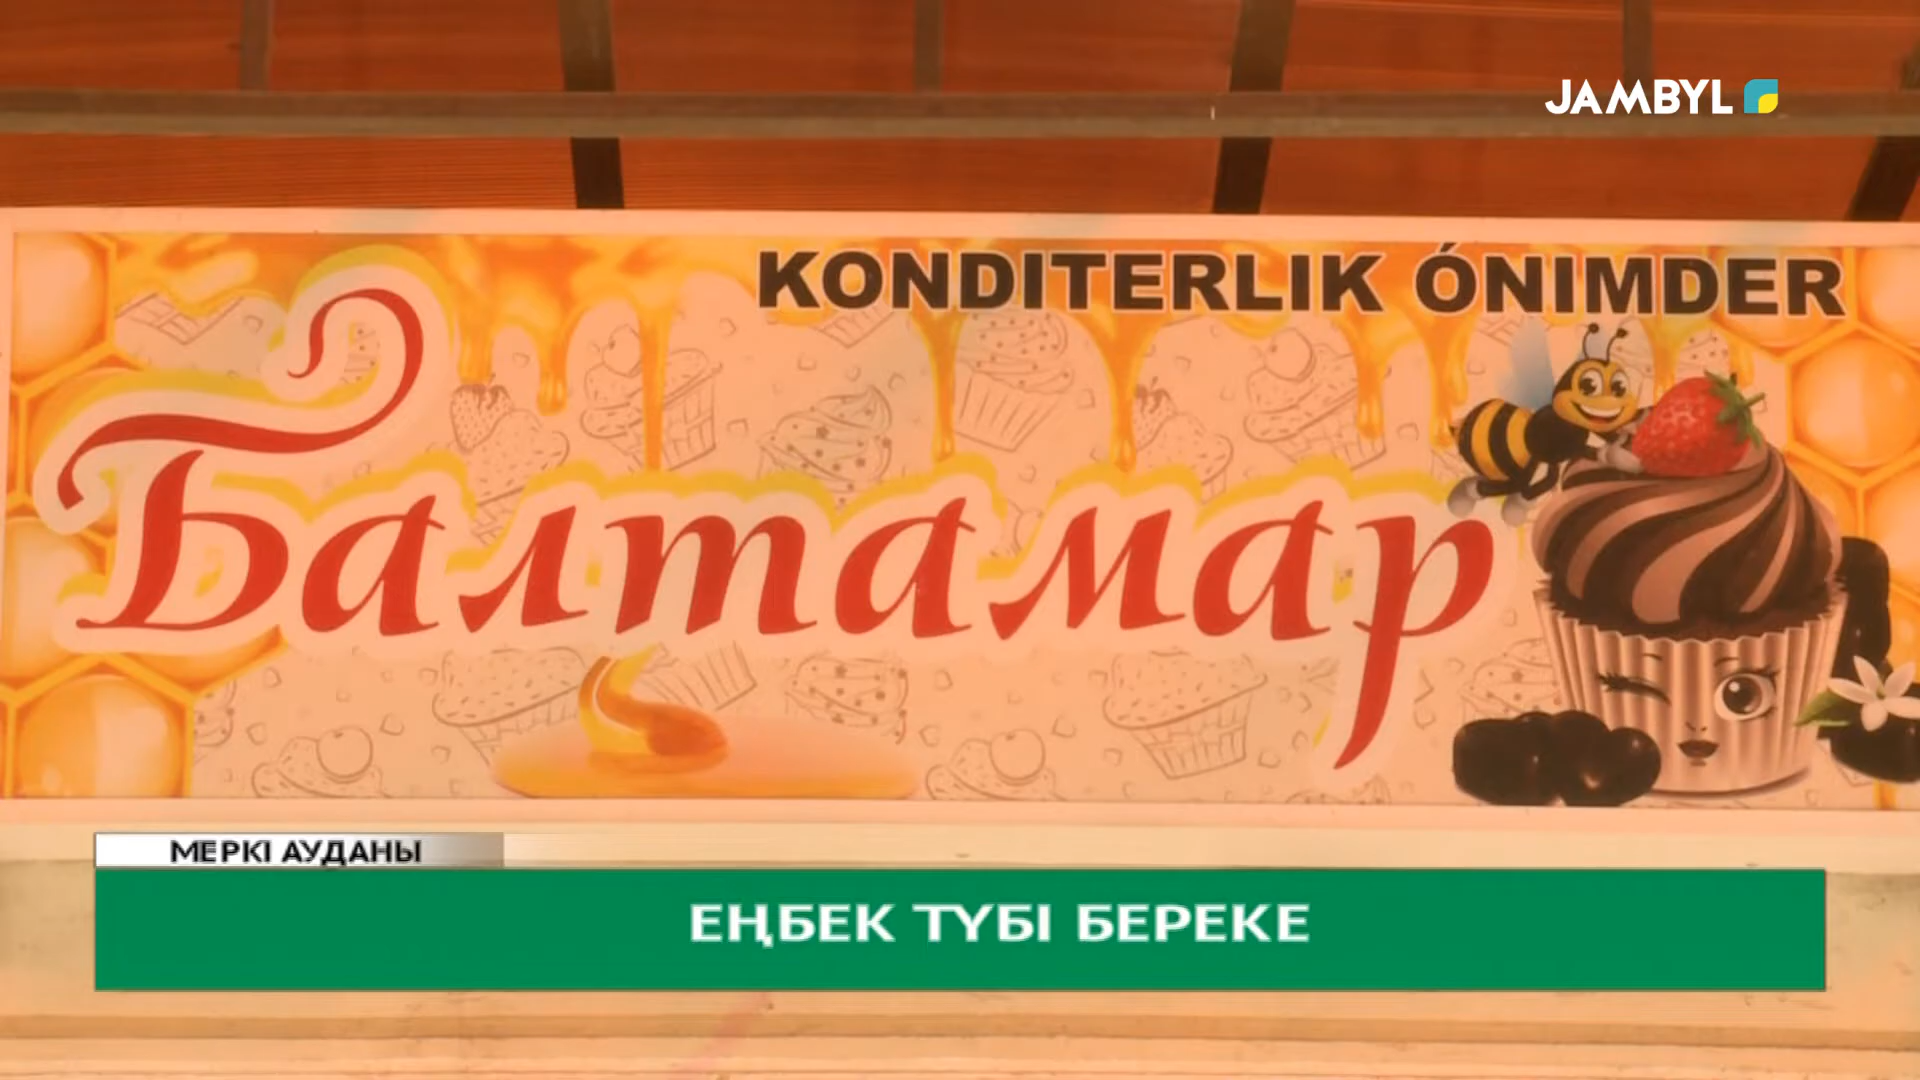 JAMBYL
KONDITERLIK ÓNIMDER
Балтамар
МЕРКІ АУДАНЫ
ЕҢБЕК ТҮБІ БЕРЕКЕ